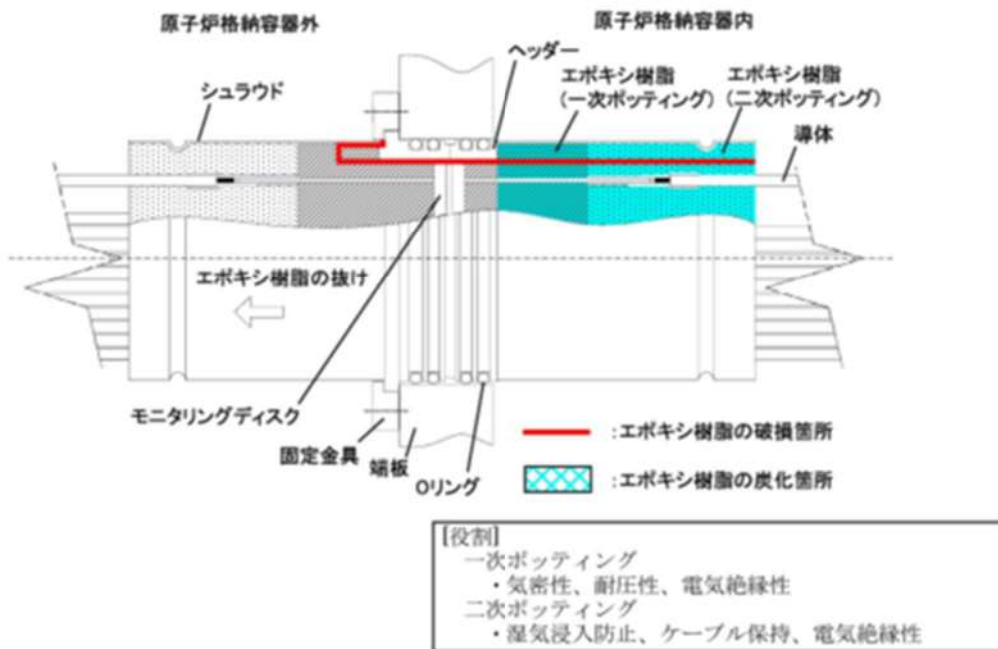 原子炉格納容器外
原子炉格納容器内
ヘッダー
エポキシ樹脂
(一次ポッティング)
エポキシ樹脂
(二次ポッティング)
シュラウド
導体
エポキシ樹脂の抜け
モニタリングディスク
固定金具
端板
Oリング
:エポキシ樹脂の破損箇所
:エポキシ樹脂の炭化箇所
[役割]
一次ポッティング
・気密性、耐圧性、電気絶縁性
二次ポッティング
・湿気浸入防止、ケーブル保持、電気絶縁性